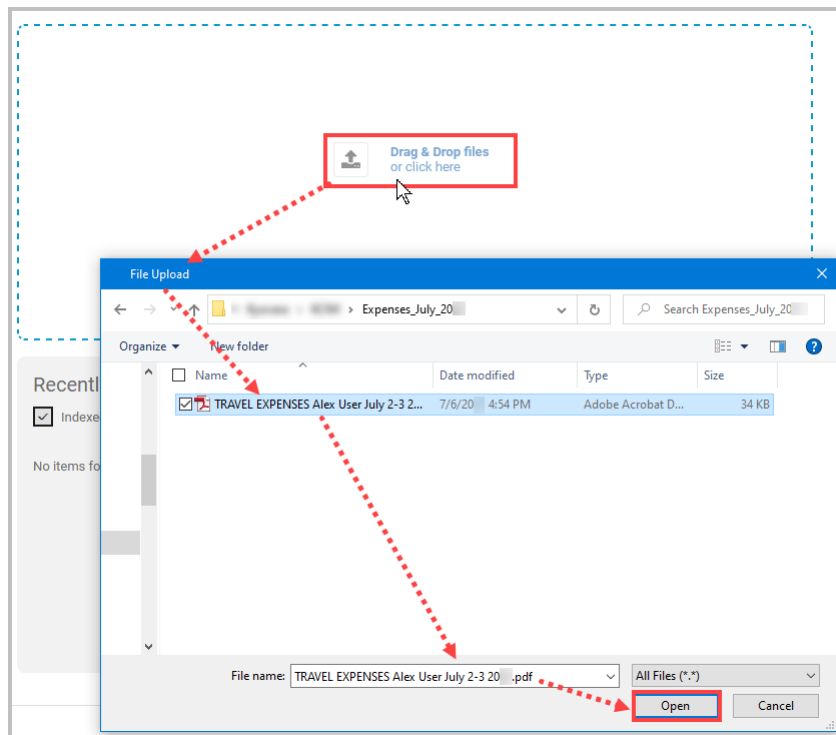 Drag & Drop files
or click here
File Upload
› Expenses_July_20
Search Expenses_July_20
Organize
New folder
Name Date modified Type Size
TRAVEL EXPENSES Alex User July 2-3 2... 7/6/20 4:54 PM Adobe Acrobat D... 34 KB
Recentl
Indexe
No items fo
File name: TRAVEL EXPENSES Alex User July 2-3 20 .pdf All Files (*.*)
Open Cancel